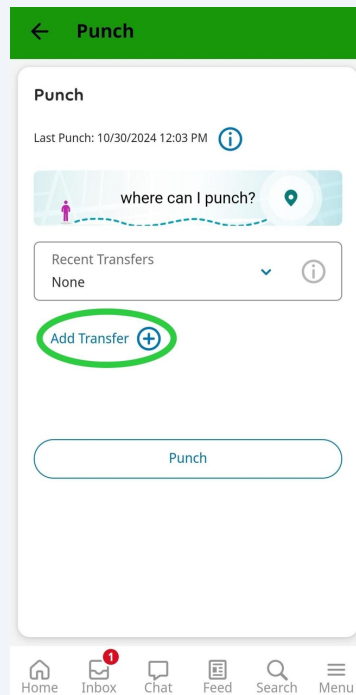 Punch
Punch
Last Punch: 10/30/2024 12:03 PM
where can I punch?
Recent Transfers
None
Add Transfer
Punch
1
Home Inbox Chat Feed Search Menu